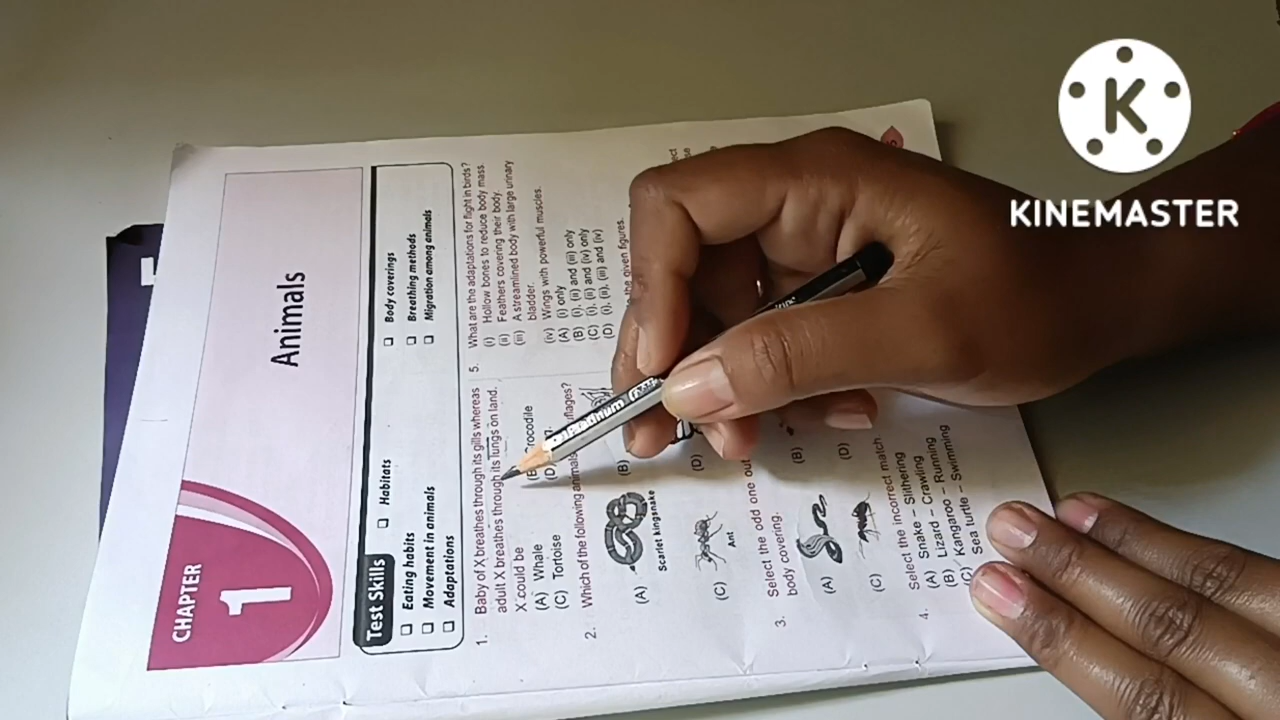 CHAPTER
1
Animals
Test Skills
Habitats
Body coverings
Eating habits
Breathing methods
Movement in animals
Migration among animals
Adaptations
1. Baby of X breathes through its gills whereas
adult X breathes through its lungs on land.
X could be
(A) Whale
(C) Tortoise
(D)
2. Which of the following animals
(A)
(B)
Scarlet kingsnake
(C)
(D)
Ant
3. Select the odd one out
body covering.
(A)
(B)
(C)
(D)
4. Select the incorrect match.
(A) Snake – Slithering
(B) Lizard – Crawling
Kangaroo – Running
(C) Sea turtle – Swimming
5. What are the adaptations for flight in birds?
(i) Hollow bones to reduce body mass.
(ii) Feathers covering their body.
(iii) A streamlined body with large urinary
bladder.
(iv) Wings with powerful muscles.
(A) (i) only
(B) (i), (ii) and (iii) only
(C) (i), (ii) and (iv) only
(D) (i), (ii), (iii) and (iv)
the given figures.
Platinum
K
KINEMASTER